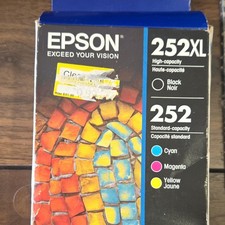 EPSON
EXCEED YOUR VISION
252XL
High-capacity
Haute-capacité
Black
Noir
252
Standard-capacity
Capacité standard
Cyan
Magenta
Yellow
Jaune